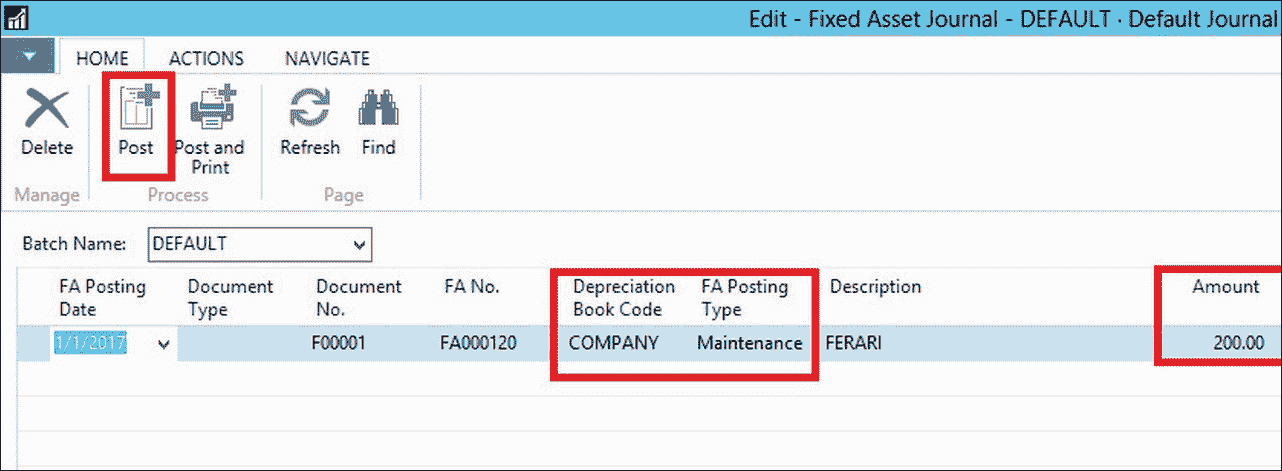 Edit - Fixed Asset Journal - DEFAULT · Default Journal
HOME ACTIONS NAVIGATE
Delete Post Post and Print Refresh Find
Manage Process Page
Batch Name: DEFAULT
FA Posting Date Document Type Document No. FA No. Depreciation Book Code FA Posting Type Description Amount
1/1/2017 F00001 FA000120 COMPANY Maintenance FERARI 200.00